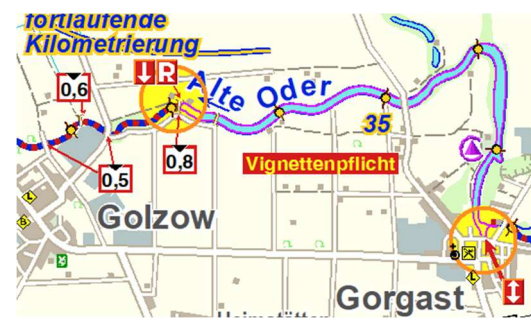 fortlaufende
Kilometrierung
R
0,6
Alte Oder
35
0,8
Vignettenpflicht
0,5
Golzow
L
B
Gorgast
L